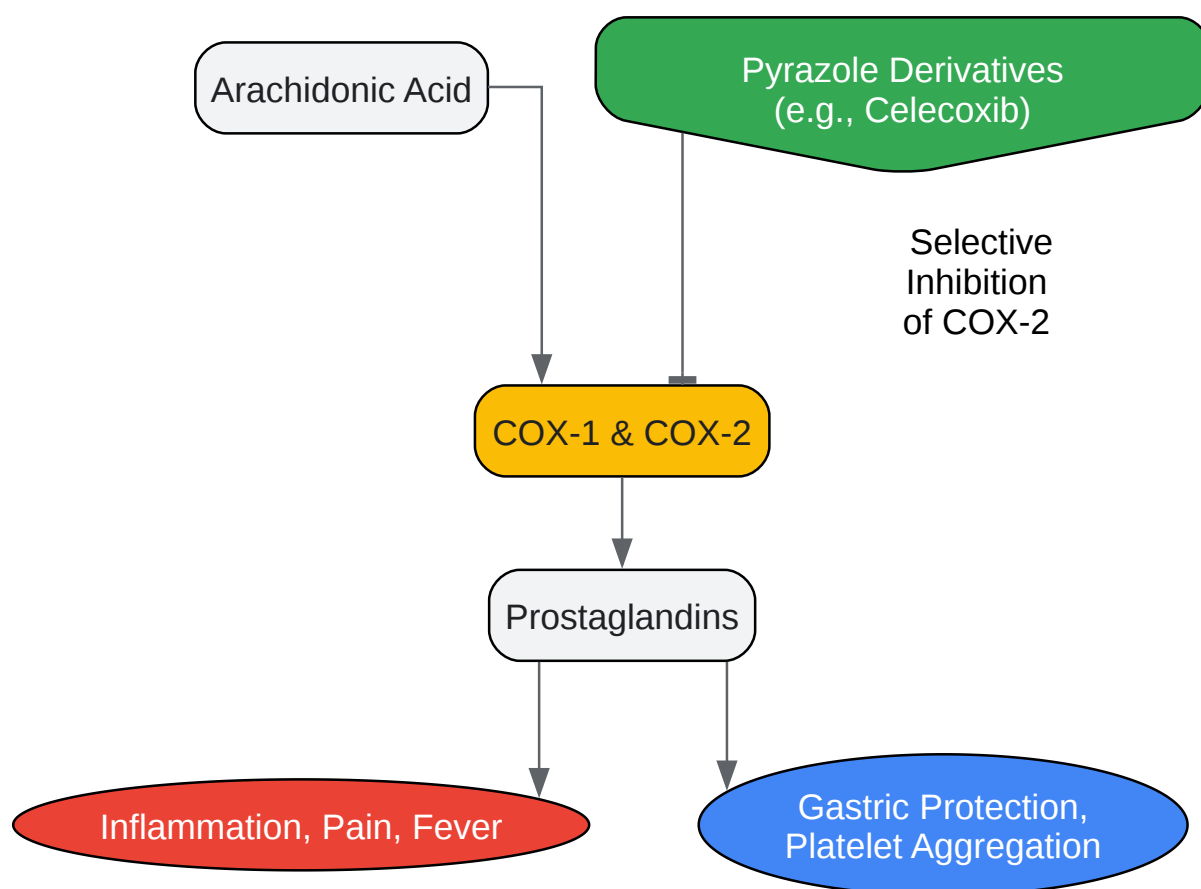 Arachidonic Acid
Pyrazole Derivatives
(e.g., Celecoxib)
Selective
Inhibition
of COX-2
COX-1 & COX-2
Prostaglandins
Inflammation, Pain, Fever
Gastric Protection,
Platelet Aggregation